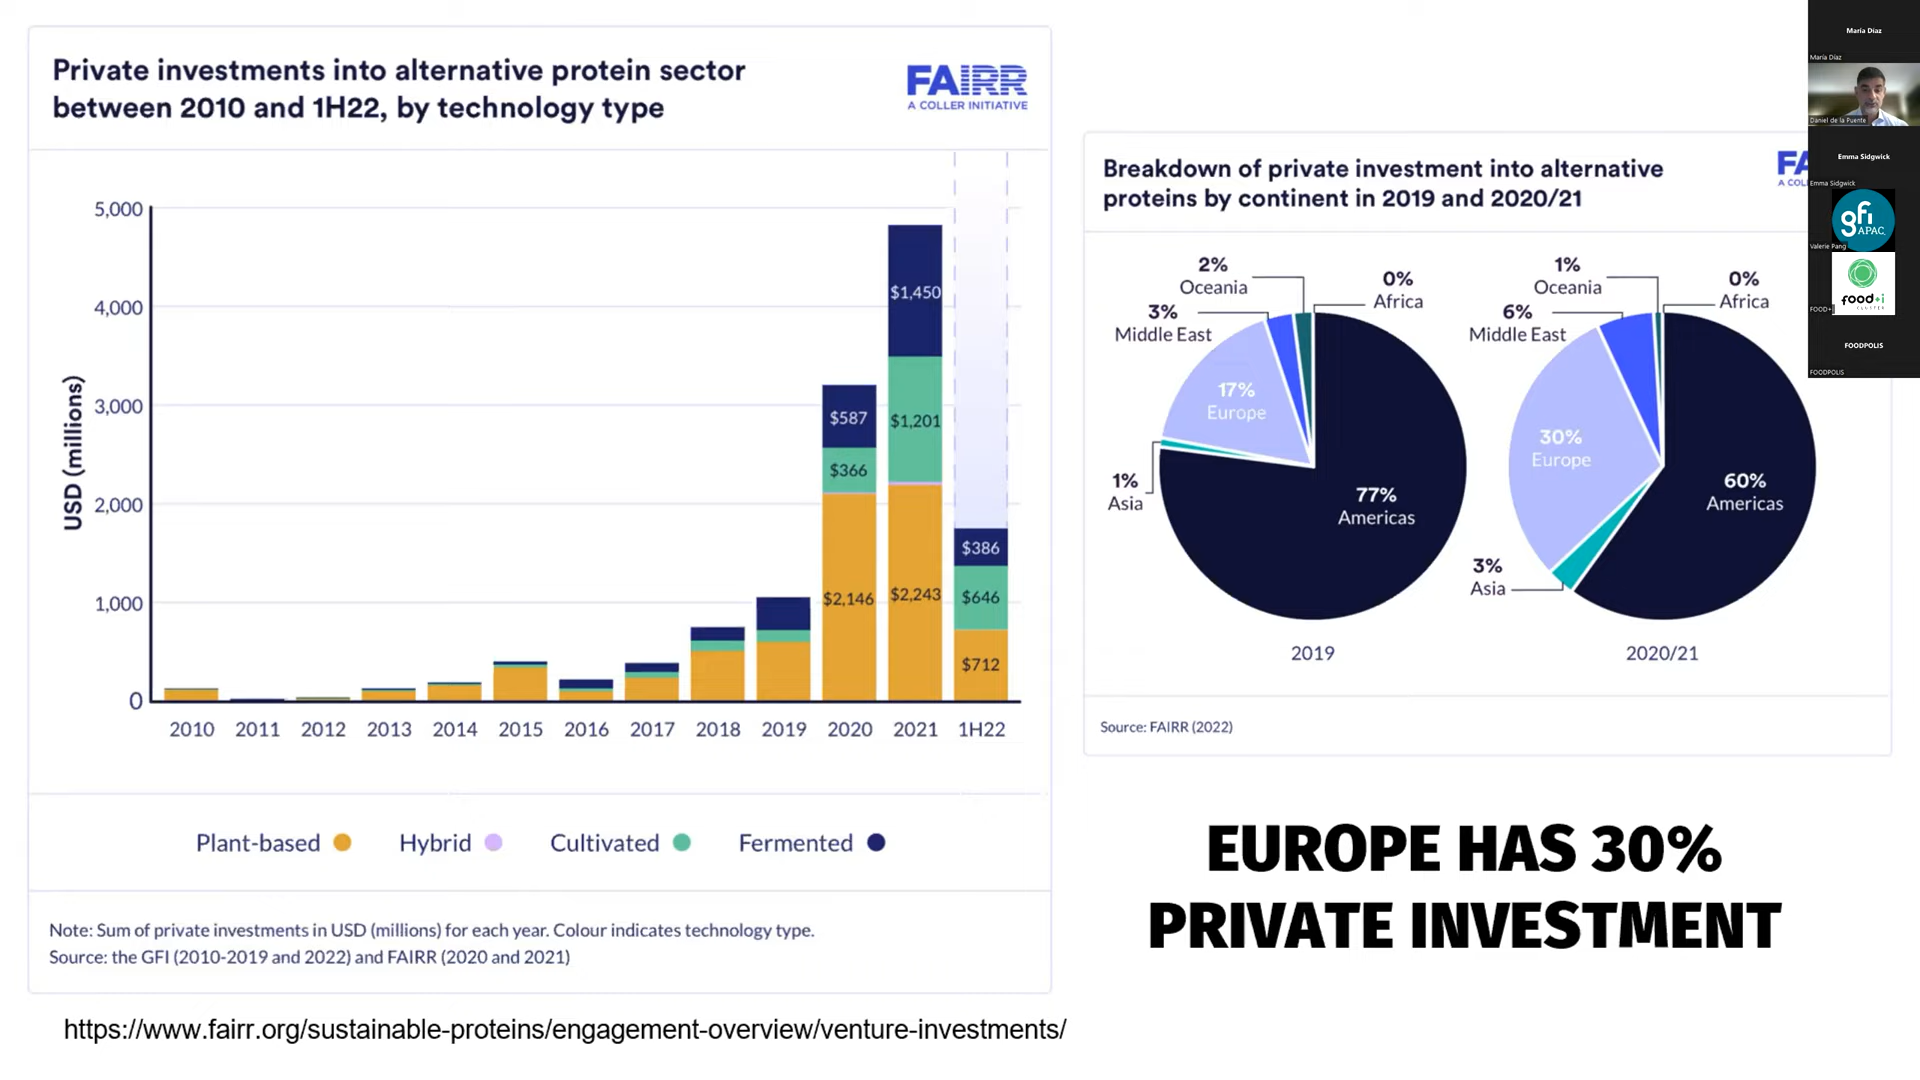 Private investments into alternative protein sector
between 2010 and 1H22, by technology type
FAIRR
A COLLER INITIATIVE
USD (millions)
5,000
4,000
3,000
2,000
1,000
0
$587
$366
$2,146
$1,450
$1,201
$2,243
$386
$646
$712
2010 2011 2012 2013 2014 2015 2016 2017 2018 2019 2020 2021 1H22
Plant-based Hybrid Cultivated Fermented
Note: Sum of private investments in USD (millions) for each year. Colour indicates technology type.
Source: the GFI (2010-2019 and 2022) and FAIRR (2020 and 2021)
https://www.fairr.org/sustainable-proteins/engagement-overview/venture-investments/
Breakdown of private investment into alternative
proteins by continent in 2019 and 2020/21
FA
A COL
2%
Oceania
0%
Africa
3%
Middle East
17%
Europe
1%
Asia
77%
Americas
2019
1%
Oceania
0%
Africa
6%
Middle East
30%
Europe
3%
Asia
60%
Americas
2020/21
Source: FAIRR (2022)
EUROPE HAS 30%
PRIVATE INVESTMENT
María Díaz
María Díaz
Daniel de la Puente
Emma Sidgwick
Emma Sidgwick
gfi
APAC.
Valerie Pang
food+i
CLUSTER
FOOD+i
FOODPOLIS
FOODPOLIS